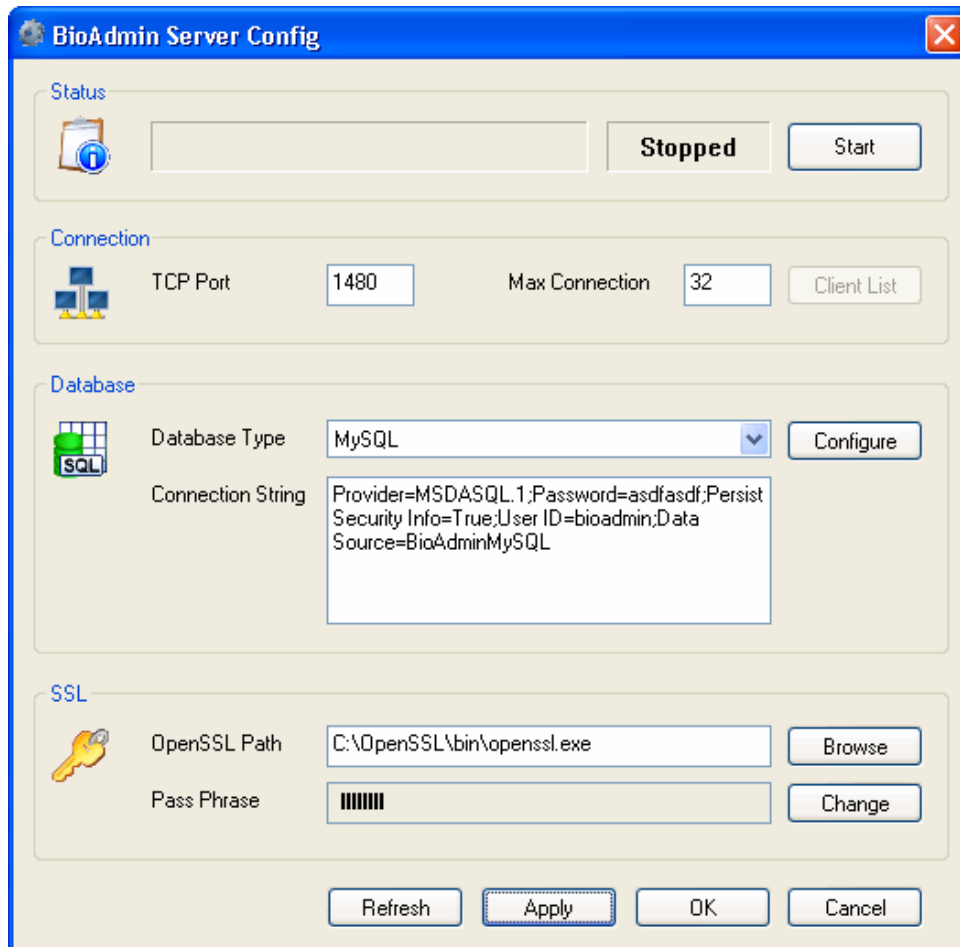 BioAdmin Server Config
Status
Stopped
Start
Connection
TCP Port 1480 Max Connection 32 Client List
Database
SQL
Database Type MySQL Configure
Connection String Provider=MSDASQL.1;Password=asdfasdf;Persist
Security Info=True;User ID=bioadmin;Data
Source=BioAdminMySQL
SSL
OpenSSL Path C:\OpenSSL\bin\openssl.exe Browse
Pass Phrase Change
Refresh Apply OK Cancel